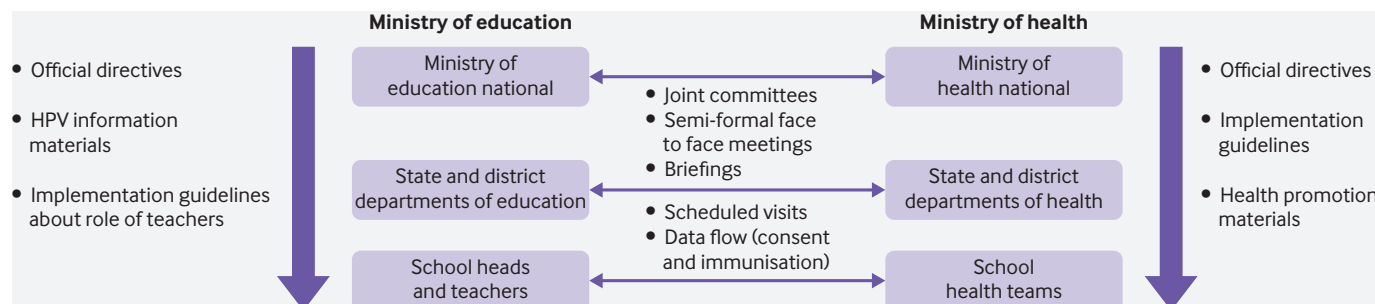 Ministry of education
Ministry of health
• Official directives
• HPV information
materials
• Implementation guidelines
about role of teachers
Ministry of
education national
State and district
departments of education
School heads
and teachers
• Joint committees
• Semi-formal face
to face meetings
• Briefings
• Scheduled visits
• Data flow (consent
and immunisation)
Ministry of
health national
State and district
departments of health
School
health teams
• Official directives
• Implementation
guidelines
• Health promotion
materials